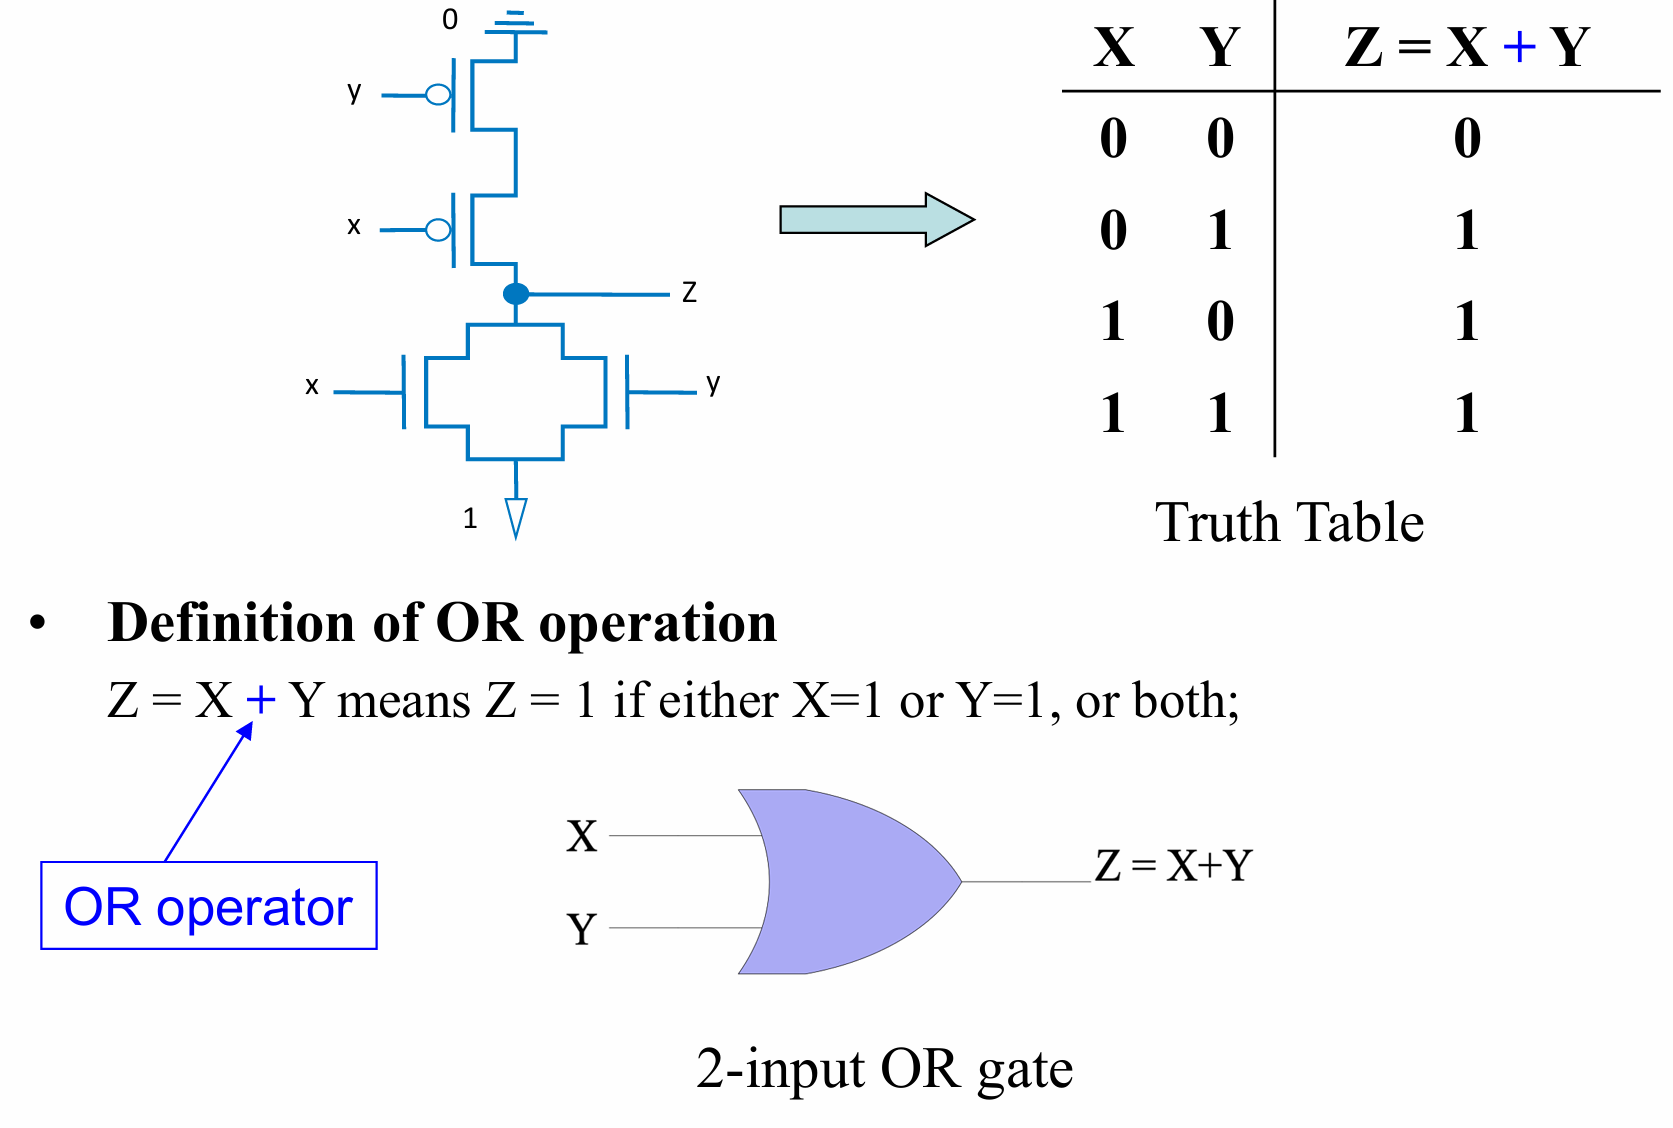 0
y
x
Z
x
y
1
X Y Z = X + Y
0 0 0
0 1 1
1 0 1
1 1 1
Truth Table
• Definition of OR operation
Z = X + Y means Z = 1 if either X=1 or Y=1, or both;
OR operator
X
Y
Z = X+Y
2-input OR gate